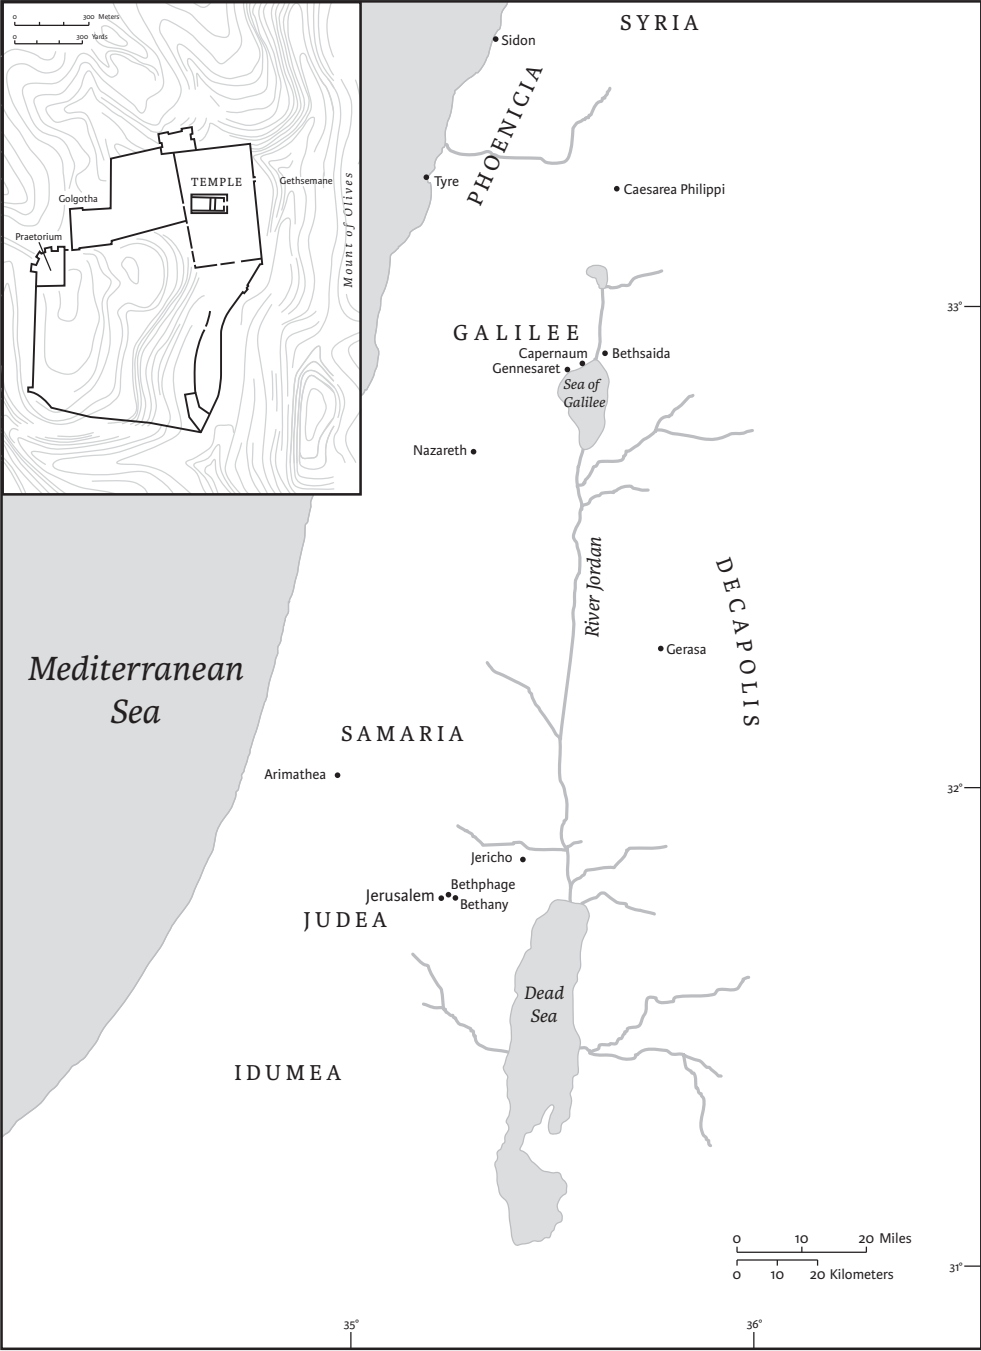 0 300 Meters
0 300 Yards
TEMPLE
Gethsemane
Golgotha
Praetorium
Mount of Olives
SYRIA
Sidon
PHOENICIA
Tyre
Caesarea Philippi
33°
GALILEE
Capernaum
Bethsaida
Gennesaret
Sea of
Galilee
Nazareth
River Jordan
DECAPOLIS
Gerasa
Mediterranean
Sea
SAMARIA
Arimathea
32°
Jericho
Bethphage
Jerusalem
Bethany
JUDEA
Dead
Sea
IDUMEA
0 10 20 Miles
0 10 20 Kilometers
31°
35° 36°